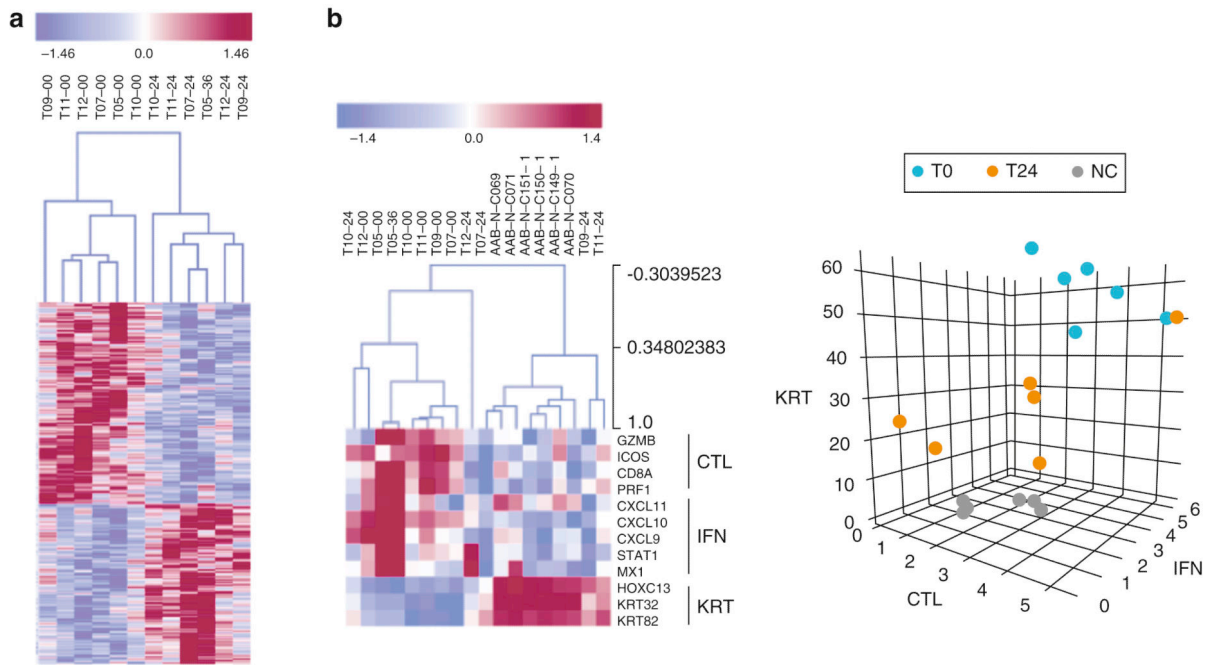 a
−1.46 0.0 1.46
T09–00
T11–00
T12–00
T07–00
T05–00
T10–00
T10–24
T11–24
T07–24
T05–36
T12–24
T09–24
b
−1.4 0.0 1.4
T10–24
T12–00
T05–00
T05–36
T10–00
T11–00
T09–00
T07–00
T12–24
T07–24
AAB–N–C069
AAB–N–C071
AAB–N–C151– 1
AAB–N–C150– 1
AAB–N–C149– 1
AAB–N–C070
T09–24
T11–24
-0.3039523
0.34802383
1.0
GZMB
ICOS
CD8A
PRF1
CTL
CXCL11
CXCL10
CXCL9
STAT1
MX1
IFN
HOXC13
KRT32
KRT82
KRT
T0 T24 NC
60
50
40
30
20
10
0
KRT
0
1
2
3
4
5
CTL
0
1
2
3
4
5
6
IFN